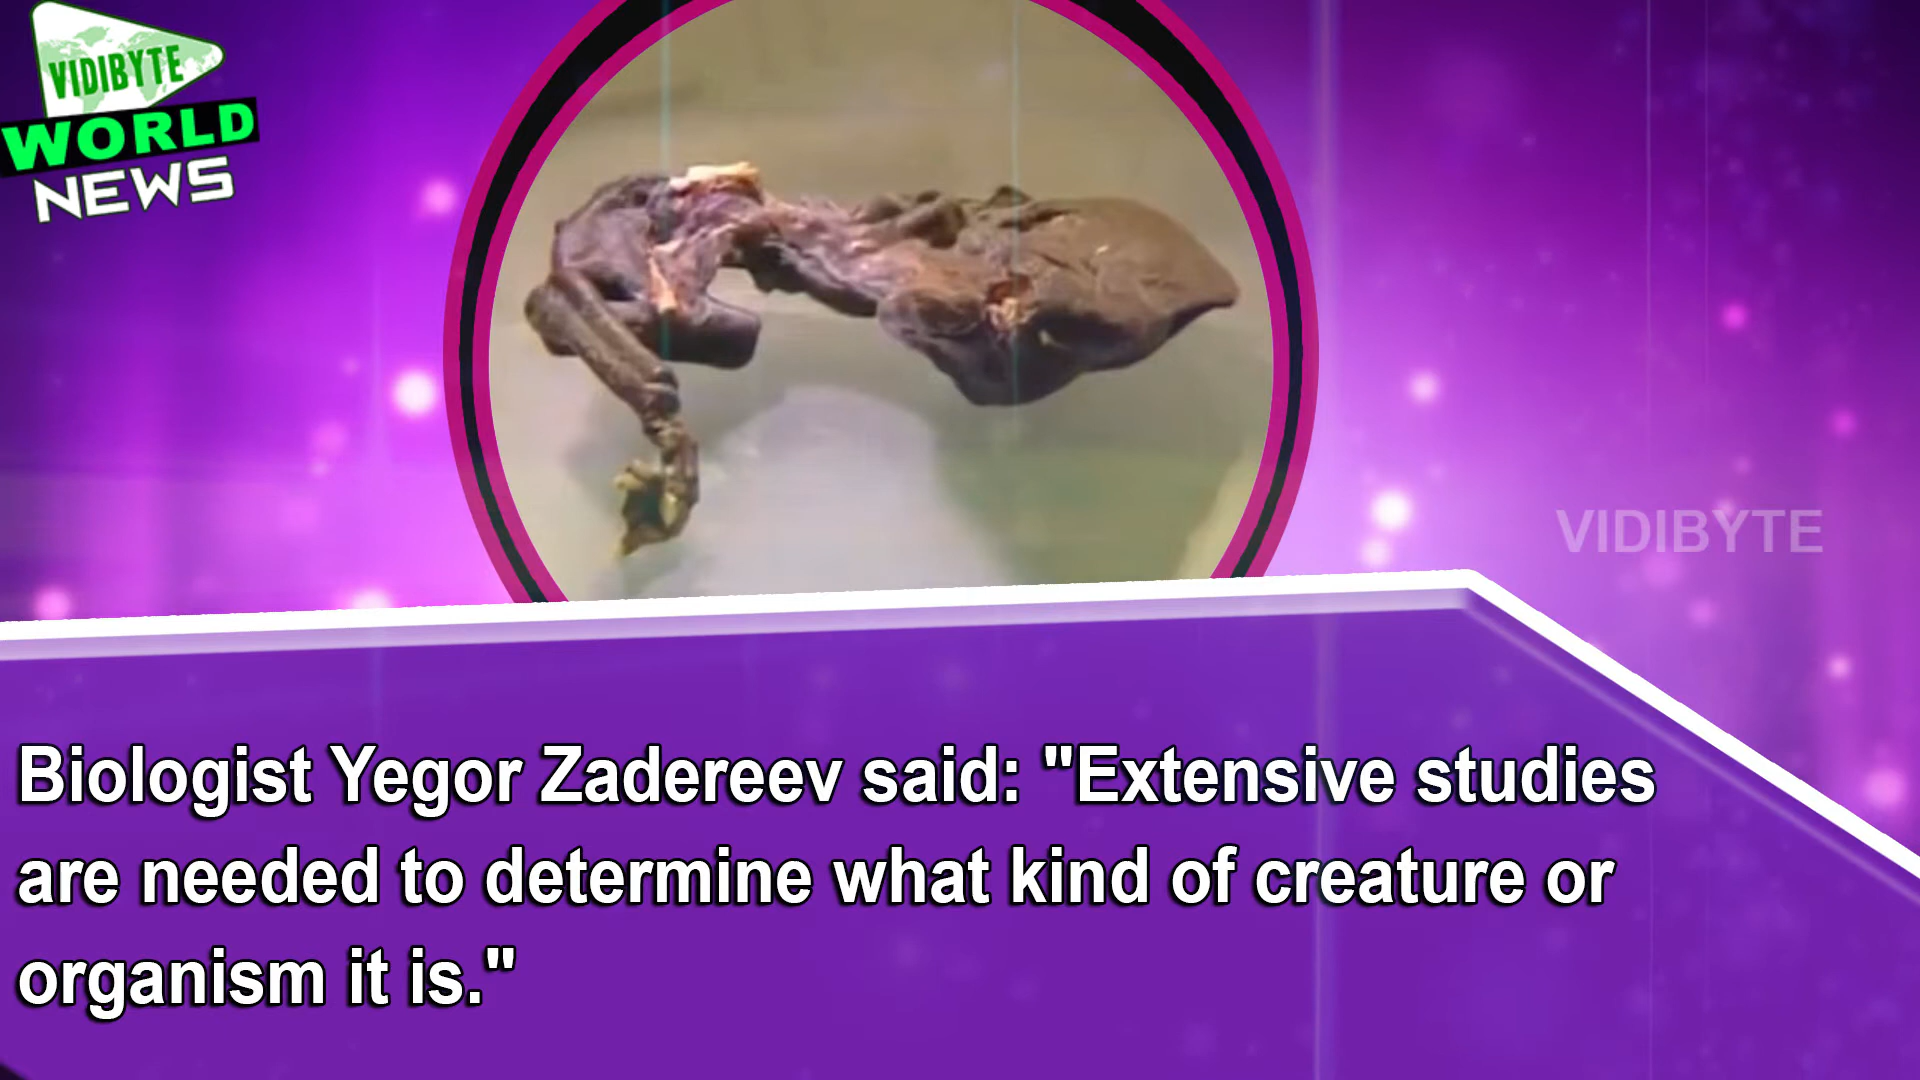 VIDIBYTE
WORLD
NEWS
VIDIBYTE
Biologist Yegor Zadereev said: "Extensive studies
are needed to determine what kind of creature or
organism it is."